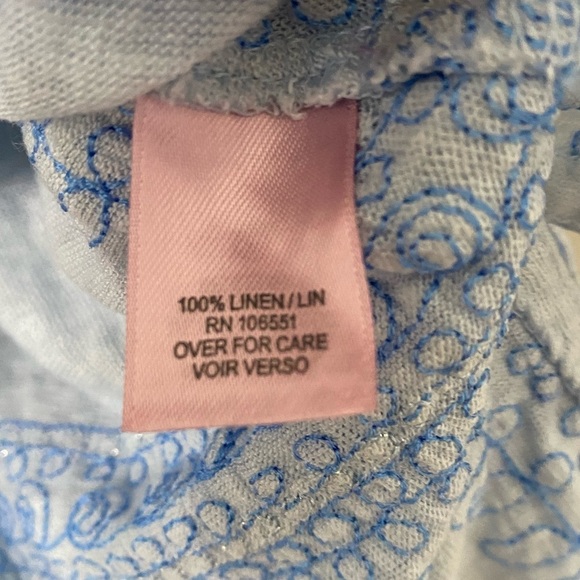 100% LINEN / LIN
RN 106551
OVER FOR CARE
VOIR VERSO